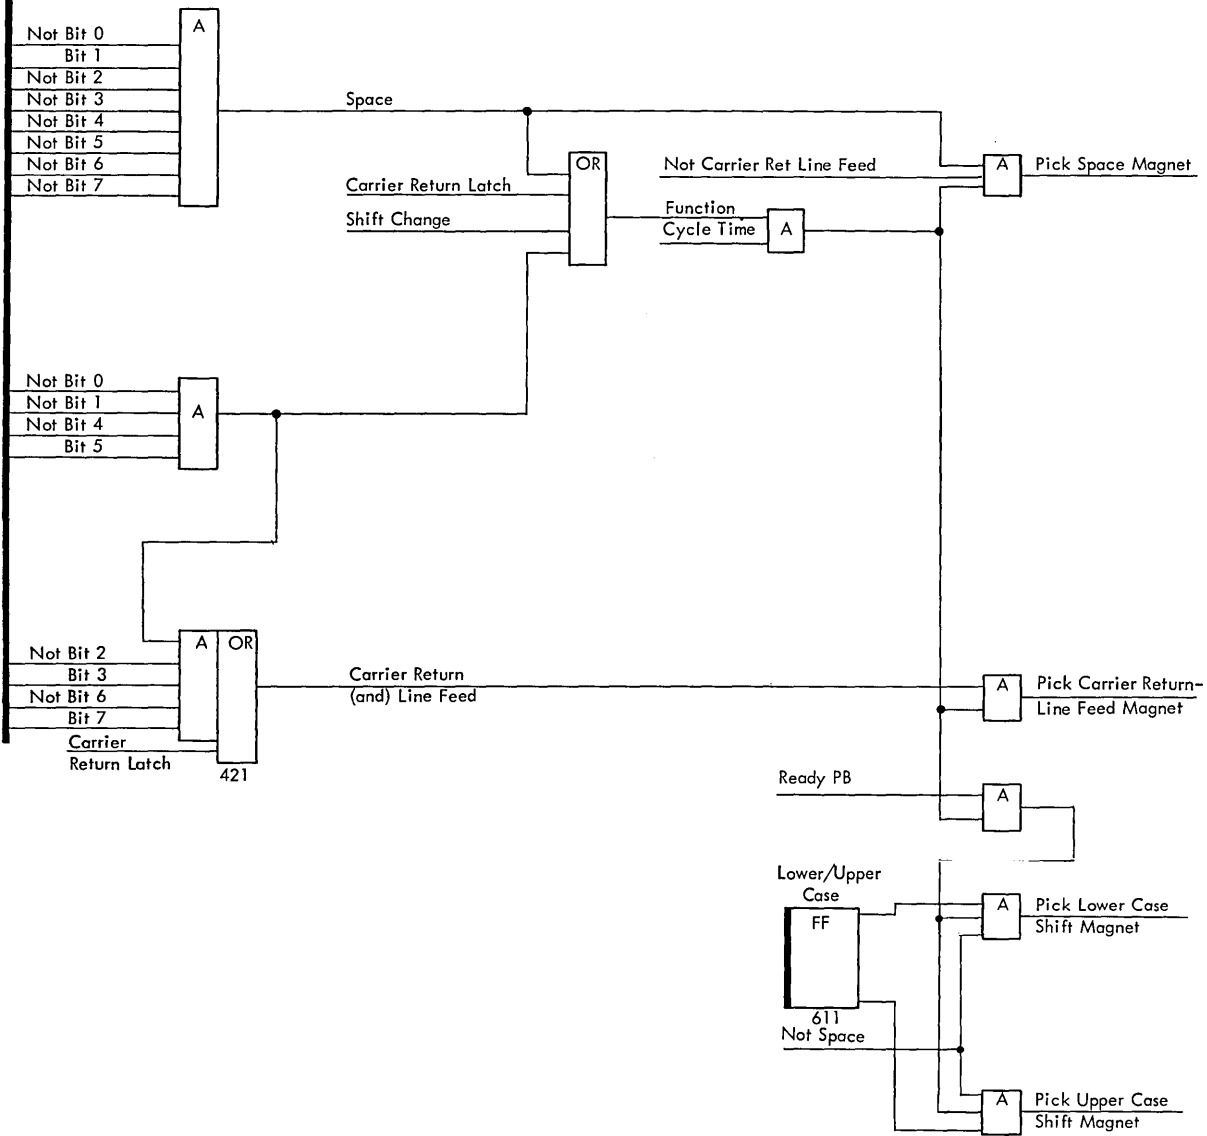 Not Bit 0
Bit 1
Not Bit 2
Not Bit 3
Not Bit 4
Not Bit 5
Not Bit 6
Not Bit 7
A
Space
Carrier Return Latch
Shift Change
OR
Function
Cycle Time
A
Not Carrier Ret Line Feed
A
Pick Space Magnet
Not Bit 0
Not Bit 1
Not Bit 4
Bit 5
A
Not Bit 2
Bit 3
Not Bit 6
Bit 7
Carrier
Return Latch
A
OR
421
Carrier Return
(and) Line Feed
A
Pick Carrier Return-
Line Feed Magnet
Ready PB
A
Lower/Upper
Case
FF
611
Not Space
A
Pick Lower Case
Shift Magnet
A
Pick Upper Case
Shift Magnet